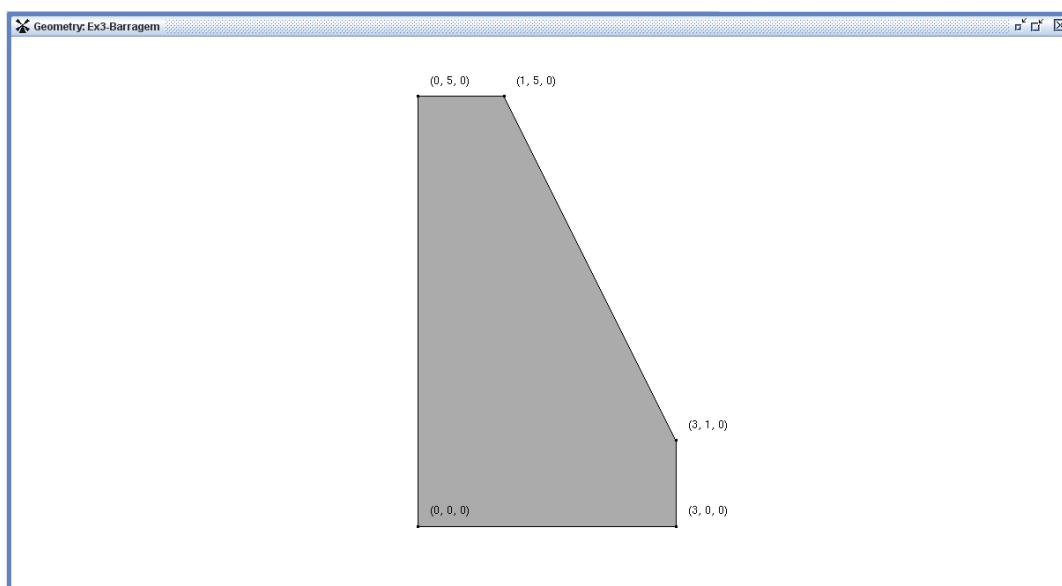 Geometry: Ex3-Barragem
(0, 5, 0) (1, 5, 0)
(3, 1, 0)
(0, 0, 0) (3, 0, 0)